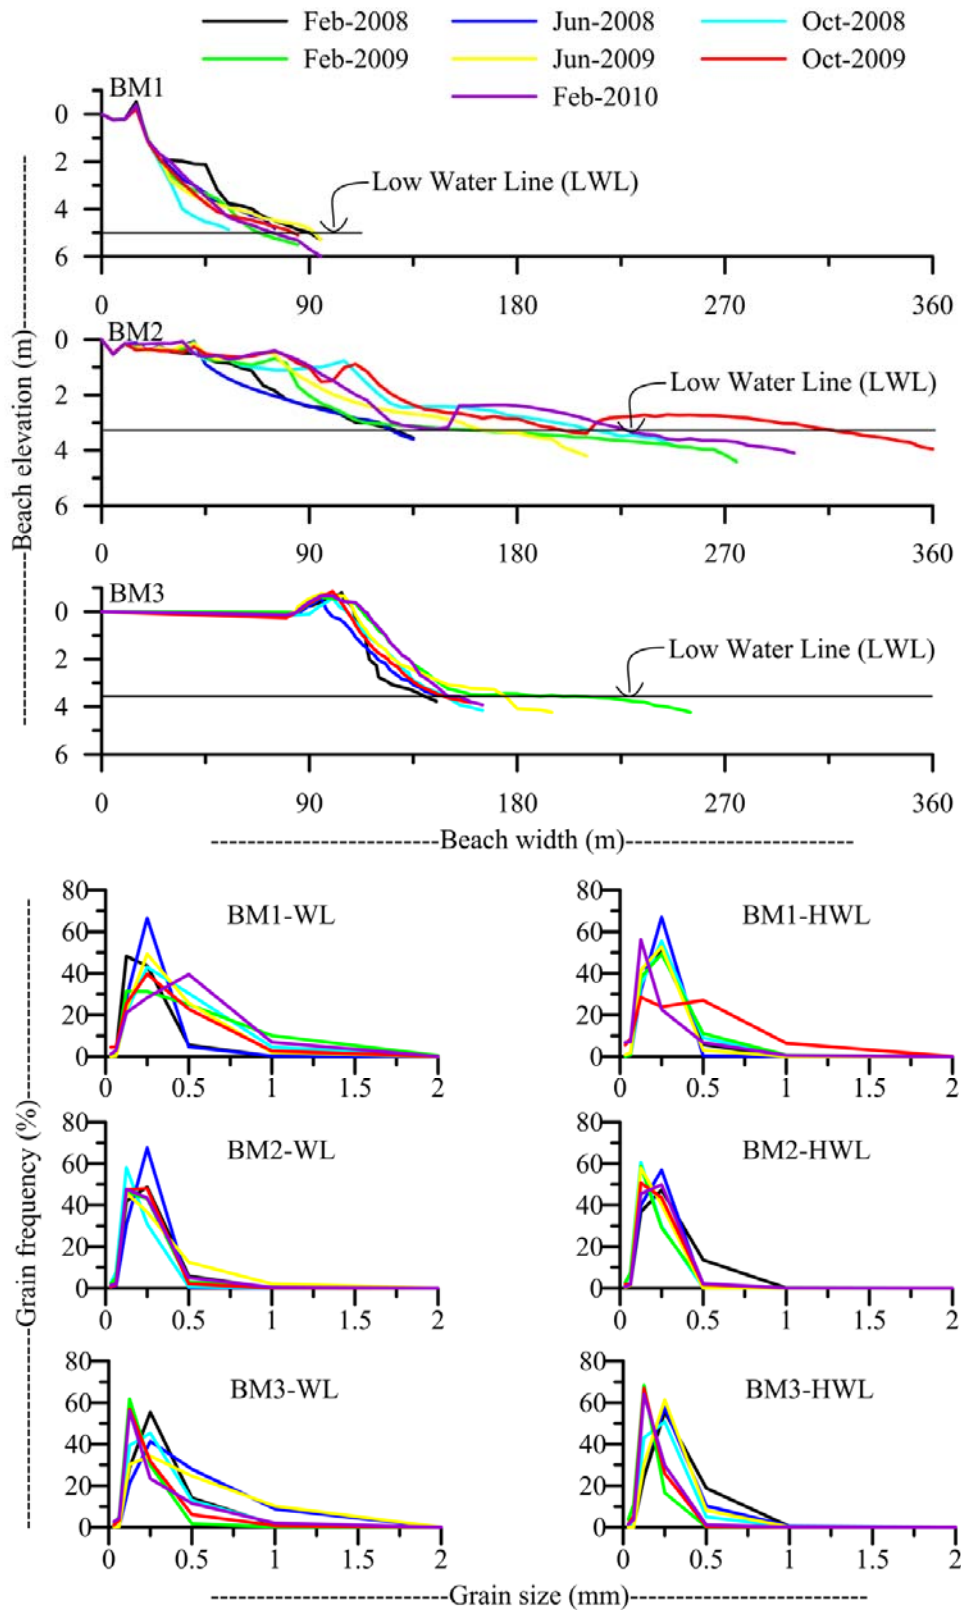 Feb-2008 Jun-2008 Oct-2008
Feb-2009 Jun-2009 Oct-2009
Feb-2010
BM1
0
2
4
6
Low Water Line (LWL)
0 90 180 270 360
BM2
0
2
4
6
Low Water Line (LWL)
0 90 180 270 360
BM3
0
2
4
6
Low Water Line (LWL)
0 90 180 270 360
Beach elevation (m)
Beach width (m)
80
60
40
20
0
BM1-WL
0 0.5 1 1.5 2
80
60
40
20
0
BM1-HWL
0 0.5 1 1.5 2
80
60
40
20
0
BM2-WL
0 0.5 1 1.5 2
80
60
40
20
0
BM2-HWL
0 0.5 1 1.5 2
80
60
40
20
0
BM3-WL
0 0.5 1 1.5 2
80
60
40
20
0
BM3-HWL
0 0.5 1 1.5 2
Grain frequency (%)
Grain size (mm)